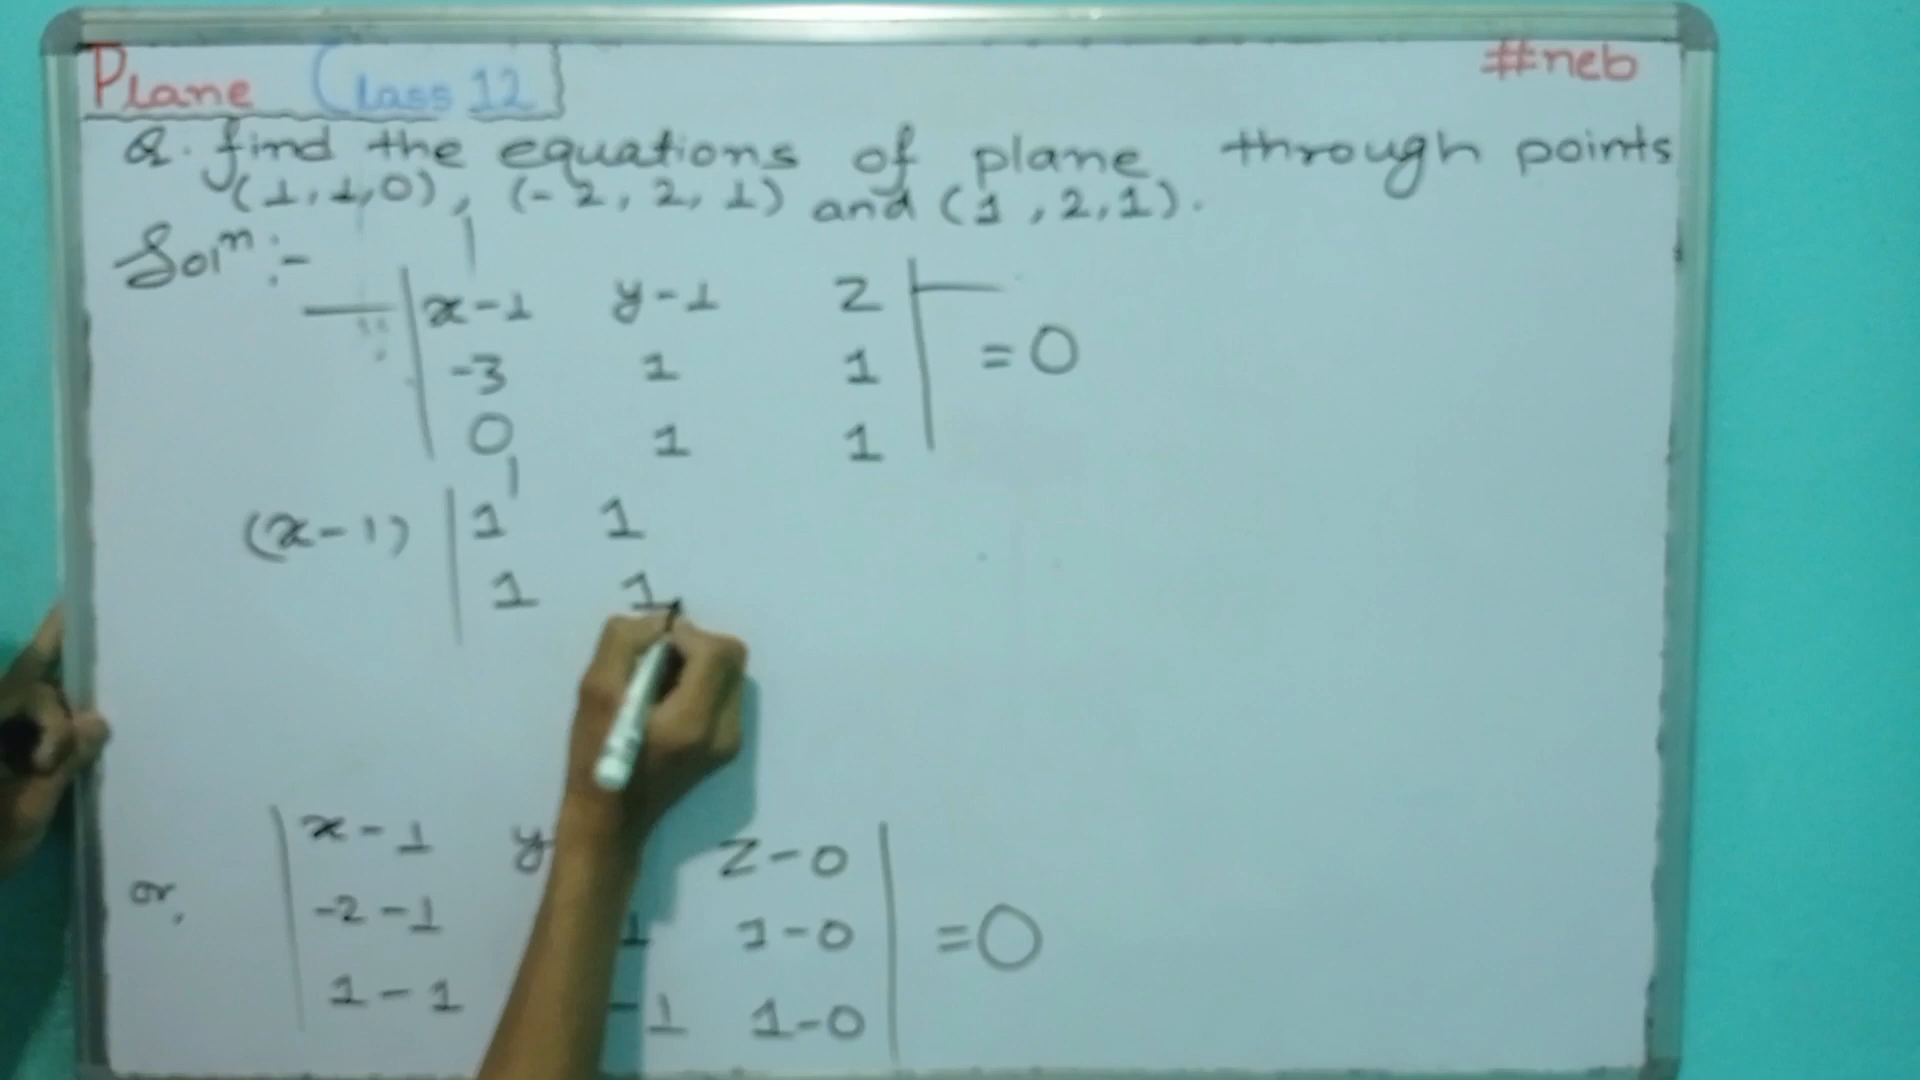 Plane Class 12
#neb
Q. find the equations of plane through points
(1,1,0), (-2, 2, 1) and (1, 2, 1).
Solⁿ:-
| x-1 y-1 z |
| -3 1 1 | = 0
| 0 1 1 |
(x-1) | 1 1
| 1 1
| x-1 y z-0 |
or, | -2-1 1 1-0 | = 0
| 1-1 -1 1-0 |